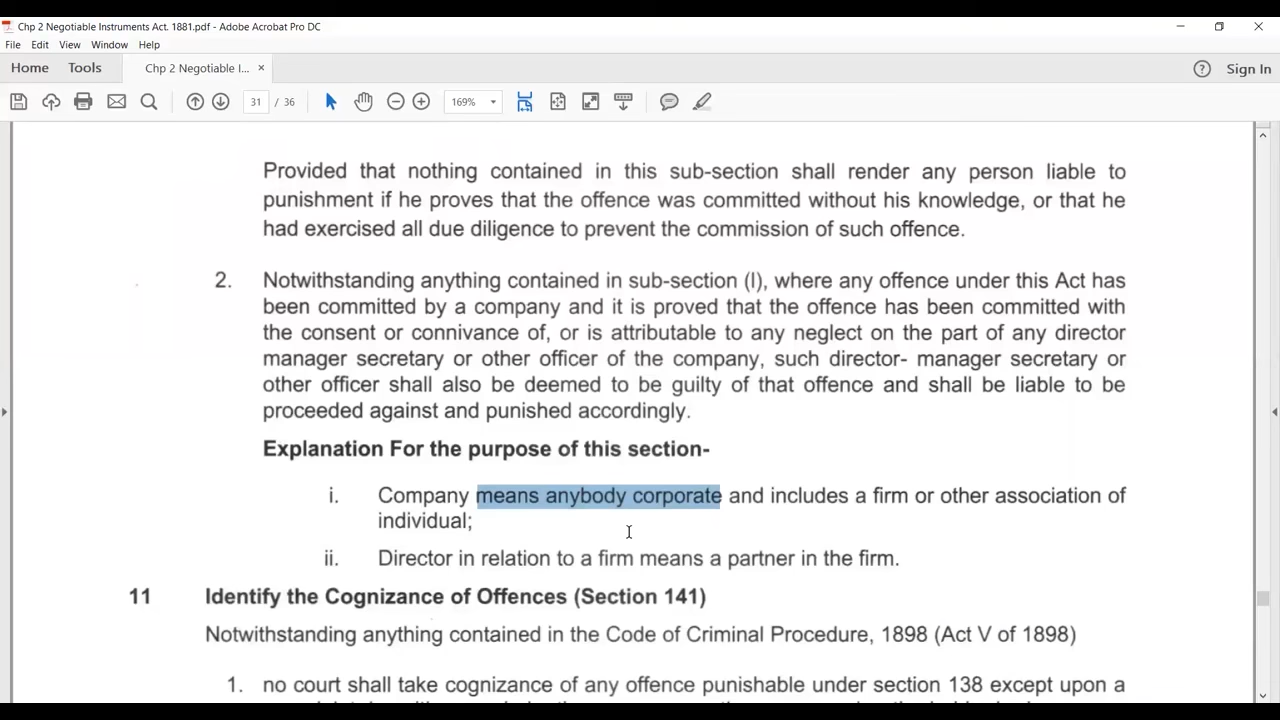 Chp 2 Negotiable Instruments Act. 1881.pdf - Adobe Acrobat Pro DC
File Edit View Window Help
Home Tools Chp 2 Negotiable I... × Sign In
31 / 36 169%
Provided that nothing contained in this sub-section shall render any person liable to
punishment if he proves that the offence was committed without his knowledge, or that he
had exercised all due diligence to prevent the commission of such offence.
2. Notwithstanding anything contained in sub-section (I), where any offence under this Act has
been committed by a company and it is proved that the offence has been committed with
the consent or connivance of, or is attributable to any neglect on the part of any director
manager secretary or other officer of the company, such director- manager secretary or
other officer shall also be deemed to be guilty of that offence and shall be liable to be
proceeded against and punished accordingly.
Explanation For the purpose of this section-
i. Company means anybody corporate and includes a firm or other association of
individual;
ii. Director in relation to a firm means a partner in the firm.
11 Identify the Cognizance of Offences (Section 141)
Notwithstanding anything contained in the Code of Criminal Procedure, 1898 (Act V of 1898)
1. no court shall take cognizance of any offence punishable under section 138 except upon a